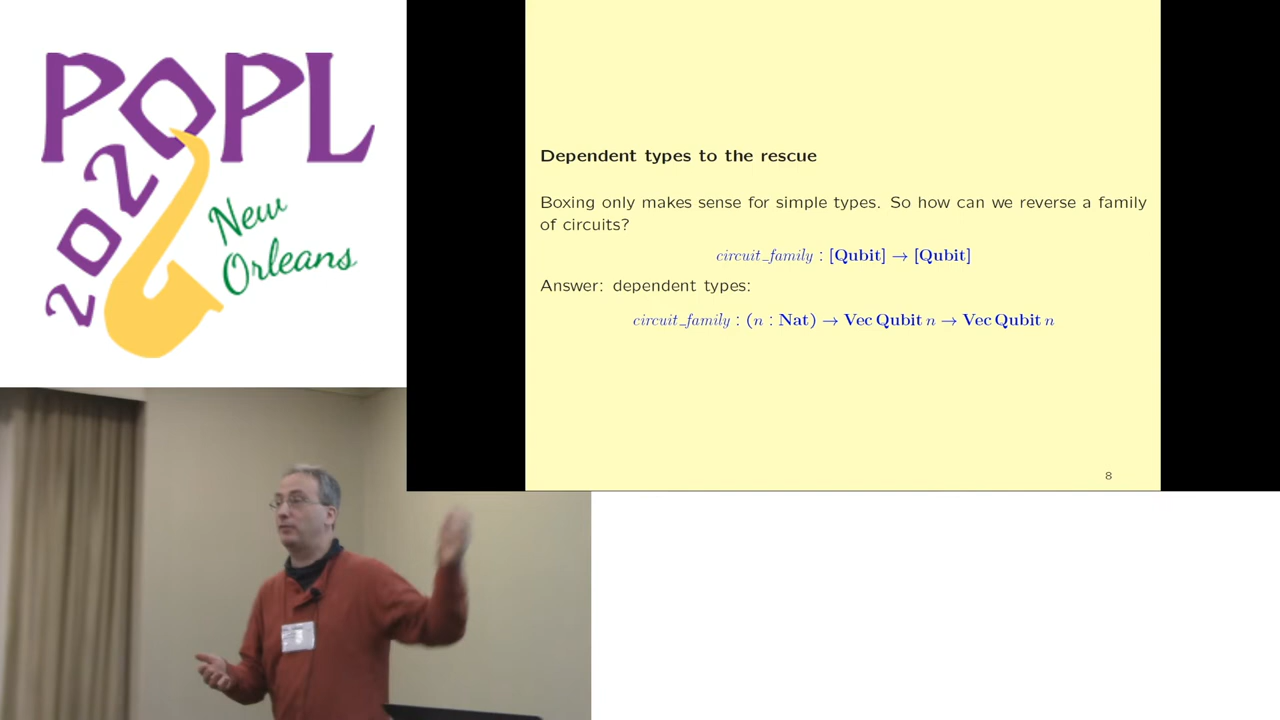 POPL
2020
New
Orleans
Dependent types to the rescue
Boxing only makes sense for simple types. So how can we reverse a family
of circuits?
circuit_family : [Qubit] → [Qubit]
Answer: dependent types:
circuit_family : (n : Nat) → Vec Qubit n → Vec Qubit n
8